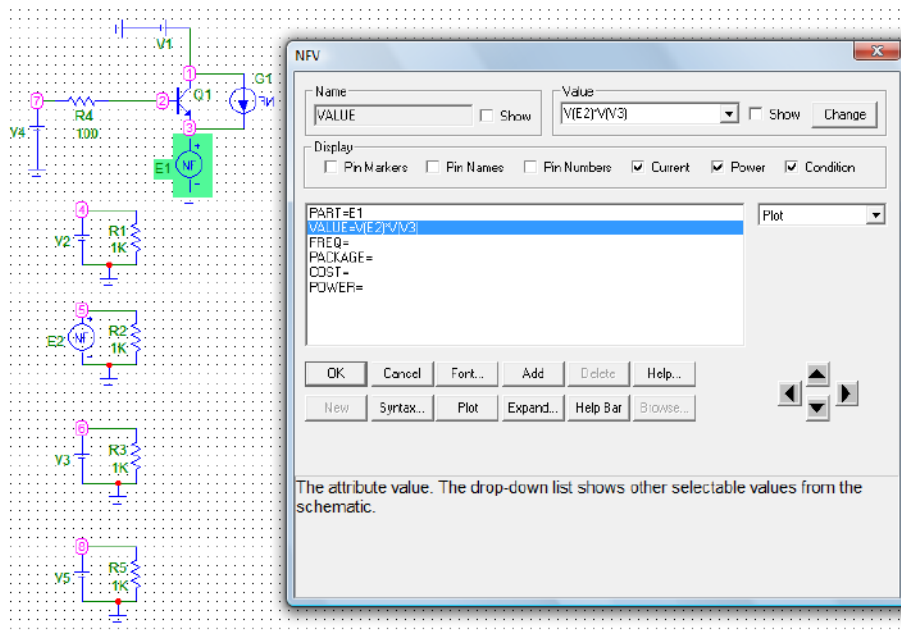 V1
1
G1
7
2
Q1
NF
R4
100
V4
3
E1
NF
4
V2
R1
1K
5
E2
NF
R2
1K
6
V3
R3
1K
8
V5
R5
1K
NFV
Name
VALUE
Show
Value
V(E2)*V(V3)
Show
Change
Display
Pin Markers
Pin Names
Pin Numbers
Current
Power
Condition
PART=E1
VALUE=V(E2)*V(V3)
FREQ=
PACKAGE=
COST=
POWER=
Plot
OK
Cancel
Font...
Add
Delete
Help...
New
Syntax...
Plot
Expand...
Help Bar
Browse...
The attribute value. The drop-down list shows other selectable values from the
schematic.